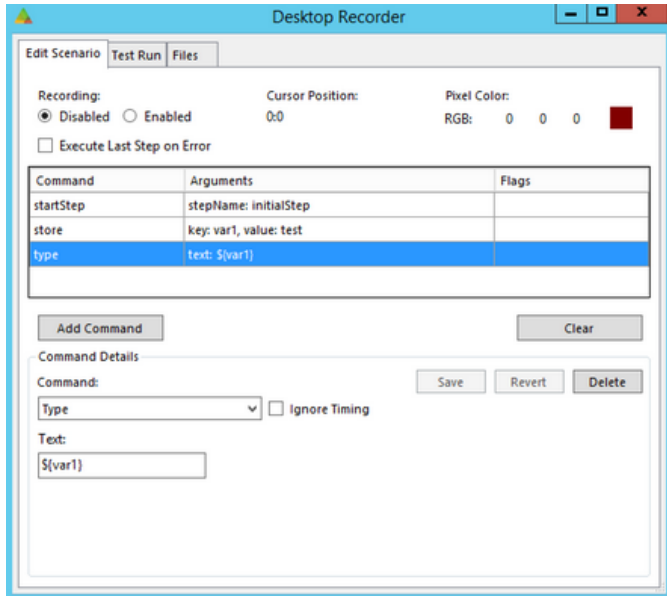 Desktop Recorder
Edit Scenario Test Run Files
Recording: Cursor Position: Pixel Color:
Disabled Enabled 0:0 RGB: 0 0 0
Execute Last Step on Error
Command Arguments Flags
startStep stepName: initialStep
store key: var1, value: test
type text: ${var1}
Add Command Clear
Command Details
Command: Save Revert Delete
Type Ignore Timing
Text:
${var1}